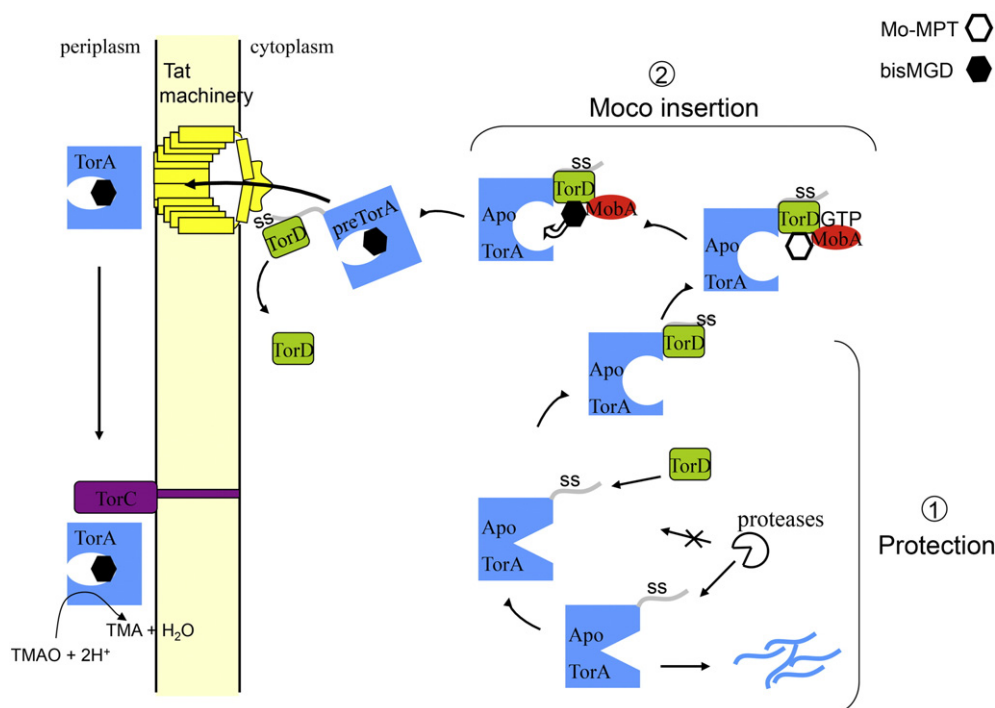 periplasm
cytoplasm
Tat
machinery
Mo-MPT
bisMGD
②
Moco insertion
TorA
ss
TorD
preTorA
TorD
ss
TorD
MobA
Apo
TorA
ss
TorD GTP
MobA
Apo
TorA
ss
TorD
Apo
TorA
TorD
ss
Apo
TorA
proteases
ss
Apo
TorA
①
Protection
TorC
TorA
TMA + H₂O
TMAO + 2H⁺